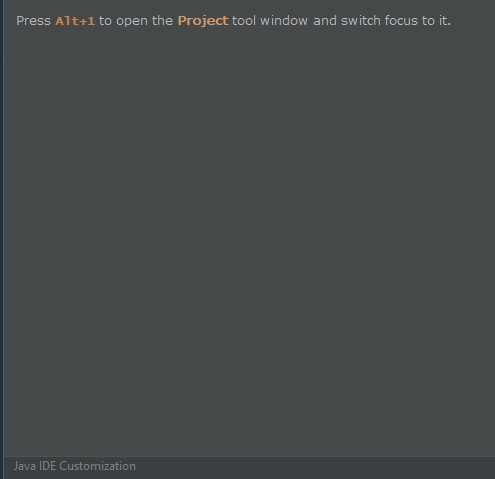 Press Alt+1 to open the Project tool window and switch focus to it.
Java IDE Customization